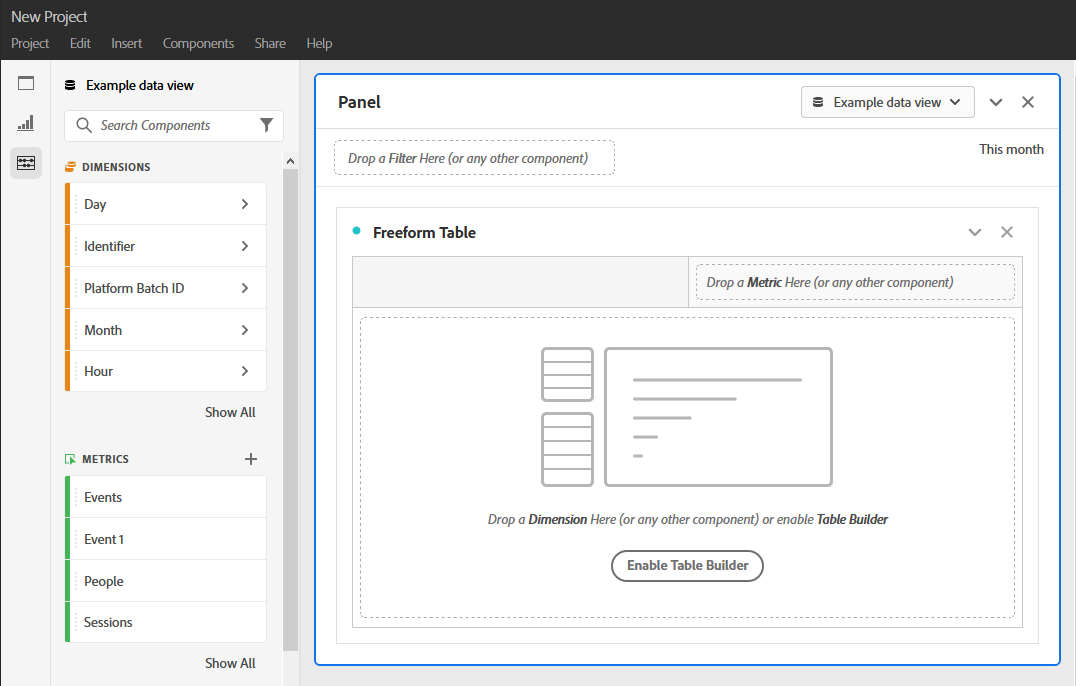 New Project
Project Edit Insert Components Share Help
Example data view
Search Components
DIMENSIONS
Day
Identifier
Platform Batch ID
Month
Hour
Show All
METRICS
Events
Event 1
People
Sessions
Show All
Panel
Example data view
Drop a Filter Here (or any other component)
This month
Freeform Table
Drop a Metric Here (or any other component)
Drop a Dimension Here (or any other component) or enable Table Builder
Enable Table Builder